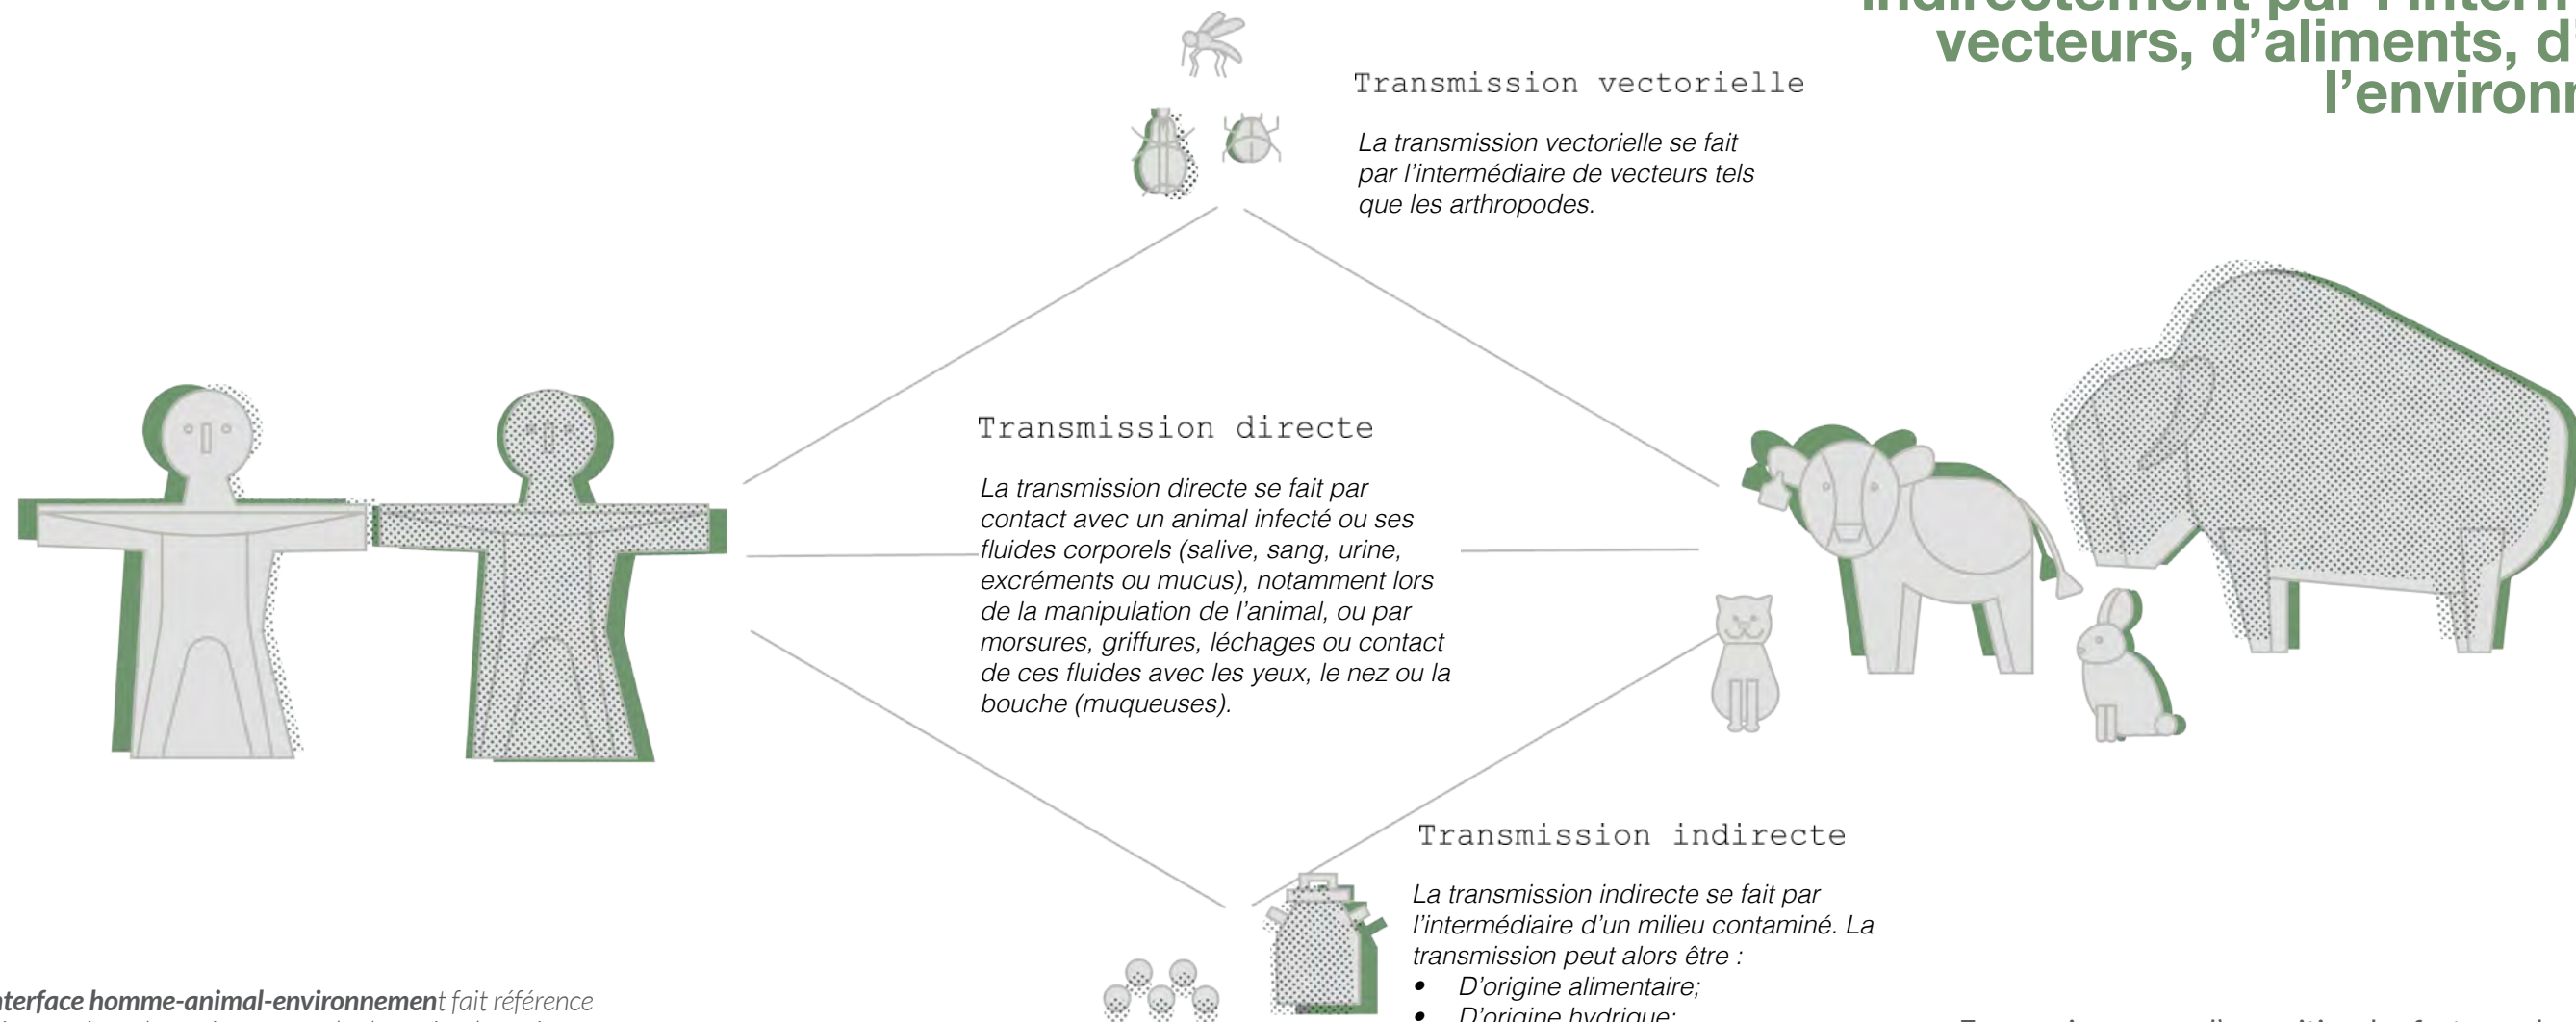 vecteurs, d'aliments, d'
l'environn
Transmission vectorielle
La transmission vectorielle se fait
par l'intermédiaire de vecteurs tels
que les arthropodes.
Transmission directe
La transmission directe se fait par
contact avec un animal infecté ou ses
fluides corporels (salive, sang, urine,
excréments ou mucus), notamment lors
de la manipulation de l'animal, ou par
morsures, griffures, léchages ou contact
de ces fluides avec les yeux, le nez ou la
bouche (muqueuses).
Transmission indirecte
La transmission indirecte se fait par
l'intermédiaire d'un milieu contaminé. La
transmission peut alors être :
• D'origine alimentaire;
• D'origine hydrique;
nterface homme-animal-environnement fait référence